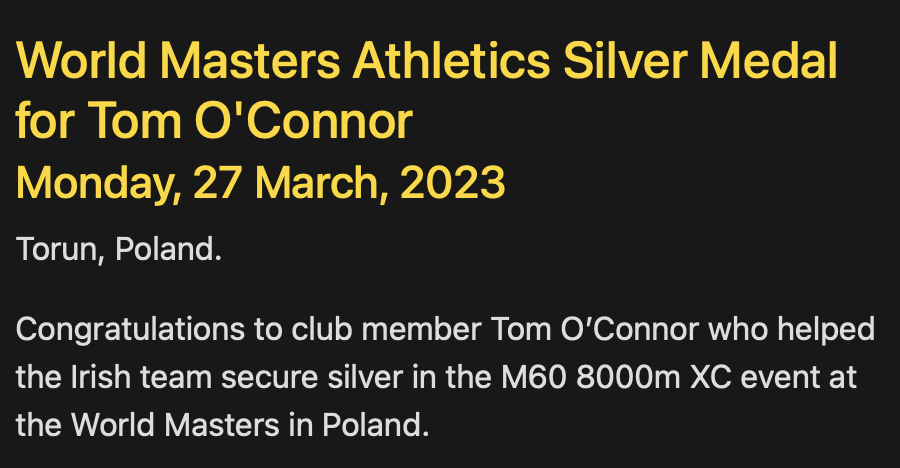 World Masters Athletics Silver Medal
for Tom O'Connor
Monday, 27 March, 2023
Torun, Poland.
Congratulations to club member Tom O’Connor who helped
the Irish team secure silver in the M60 8000m XC event at
the World Masters in Poland.